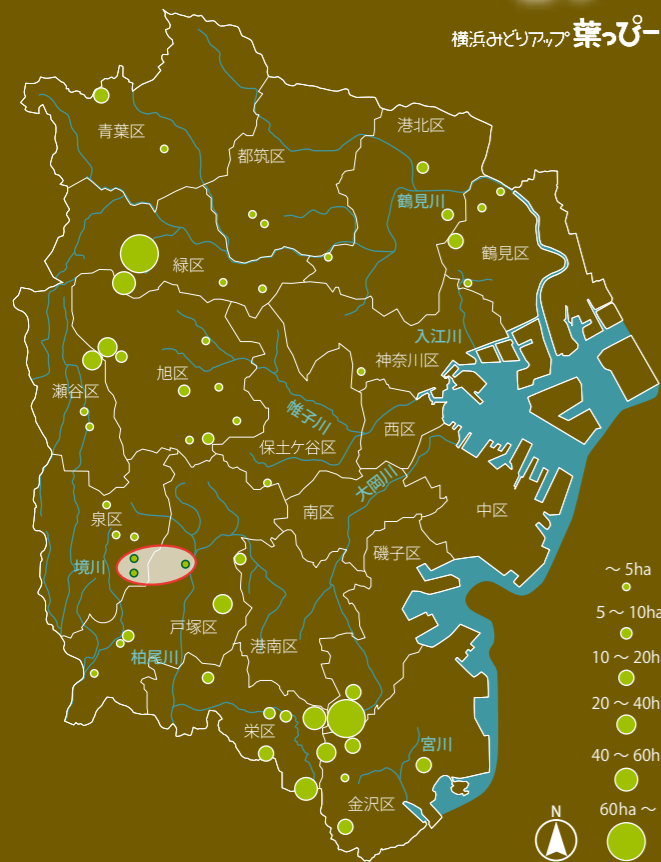 横浜みどりアップ 葉っぴー
青葉区
都筑区
港北区
鶴見川
鶴見区
緑区
入江川
神奈川区
瀬谷区
旭区
帷子川
西区
保土ケ谷区
大岡川
南区
中区
泉区
磯子区
境川
戸塚区
港南区
柏尾川
栄区
宮川
金沢区
～ 5ha
5 ～ 10ha
10 ～ 20h
20 ～ 40h
40 ～ 60h
60ha ～
N